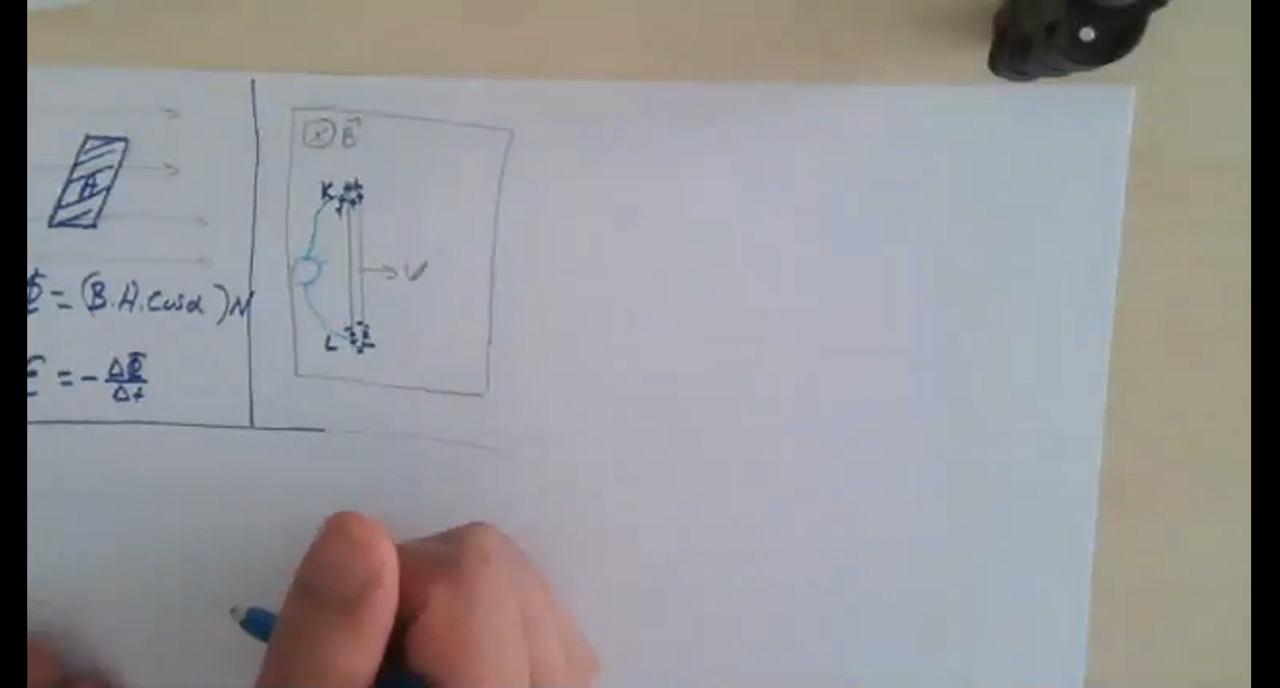 A
Φ = (B.A.Cosα)N
ε = - ΔΦ/Δt
ⓧ B⃗
K
V
L